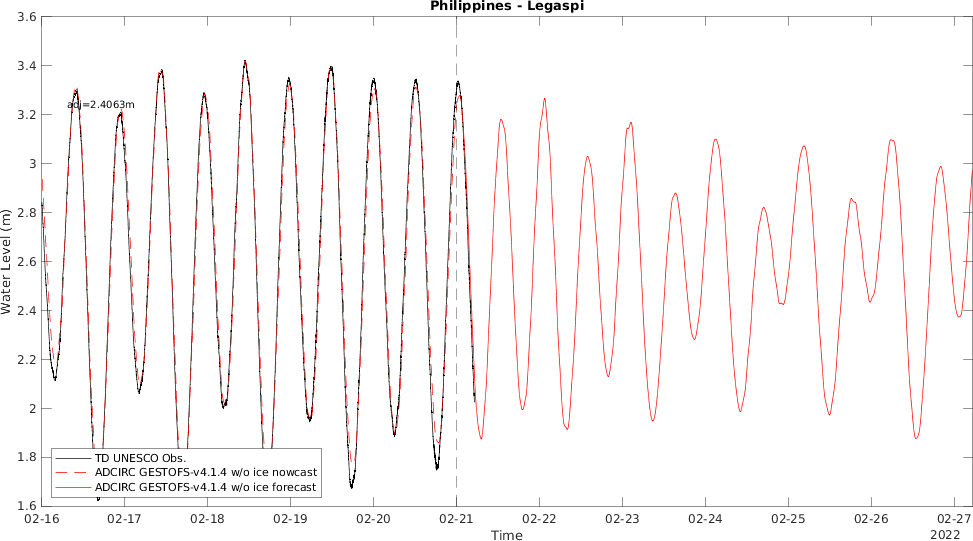 Philippines - Legaspi
3.6
3.4
3.2
3
2.8
2.6
2.4
2.2
2
1.8
1.6
Water Level (m)
adj=2.4063m
TD UNESCO Obs.
ADCIRC GESTOFS-v4.1.4 w/o ice nowcast
ADCIRC GESTOFS-v4.1.4 w/o ice forecast
02-16 02-17 02-18 02-19 02-20 02-21 02-22 02-23 02-24 02-25 02-26 02-27
Time 2022